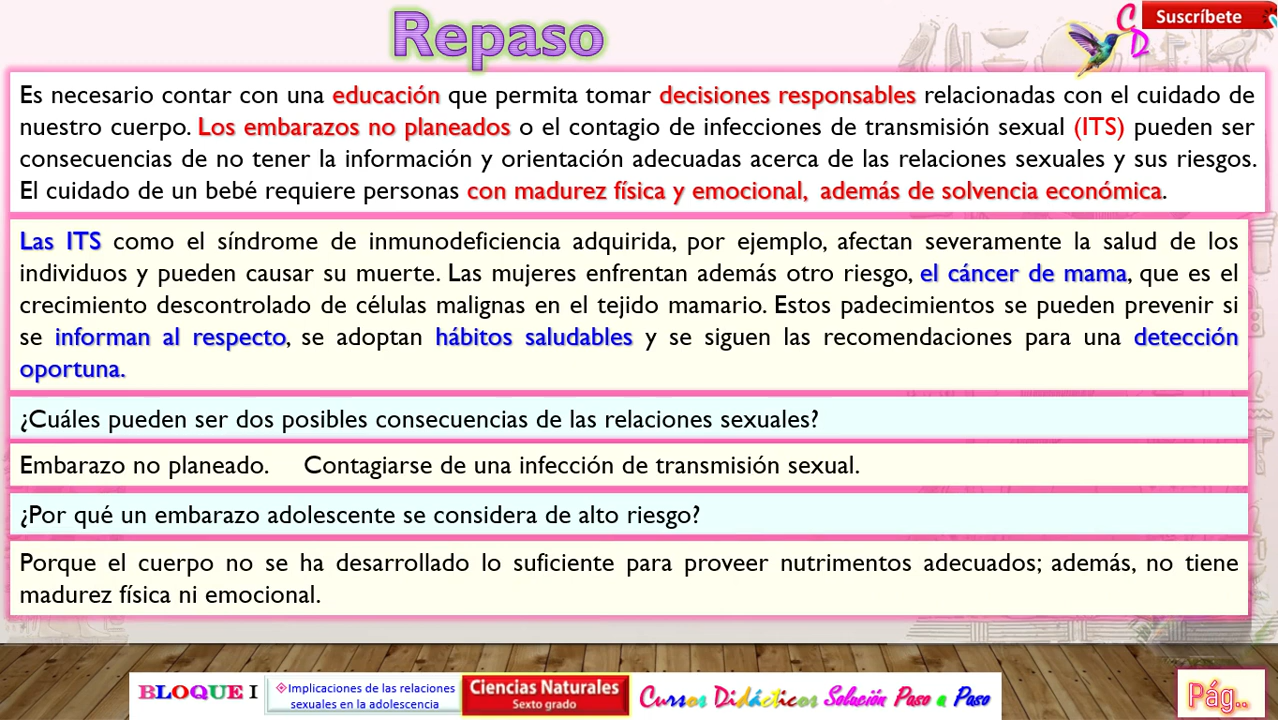 Repaso
Suscríbete
CD
Es necesario contar con una educación que permita tomar decisiones responsables relacionadas con el cuidado de
nuestro cuerpo. Los embarazos no planeados o el contagio de infecciones de transmisión sexual (ITS) pueden ser
consecuencias de no tener la información y orientación adecuadas acerca de las relaciones sexuales y sus riesgos.
El cuidado de un bebé requiere personas con madurez física y emocional, además de solvencia económica.
Las ITS como el síndrome de inmunodeficiencia adquirida, por ejemplo, afectan severamente la salud de los
individuos y pueden causar su muerte. Las mujeres enfrentan además otro riesgo, el cáncer de mama, que es el
crecimiento descontrolado de células malignas en el tejido mamario. Estos padecimientos se pueden prevenir si
se informan al respecto, se adoptan hábitos saludables y se siguen las recomendaciones para una detección
oportuna.
¿Cuáles pueden ser dos posibles consecuencias de las relaciones sexuales?
Embarazo no planeado. Contagiarse de una infección de transmisión sexual.
¿Por qué un embarazo adolescente se considera de alto riesgo?
Porque el cuerpo no se ha desarrollado lo suficiente para proveer nutrimentos adecuados; además, no tiene
madurez física ni emocional.
BLOQUE I
Implicaciones de las relaciones
sexuales en la adolescencia
Ciencias Naturales
Sexto grado
Cursos Didácticos Solución Paso a Paso
Pág..